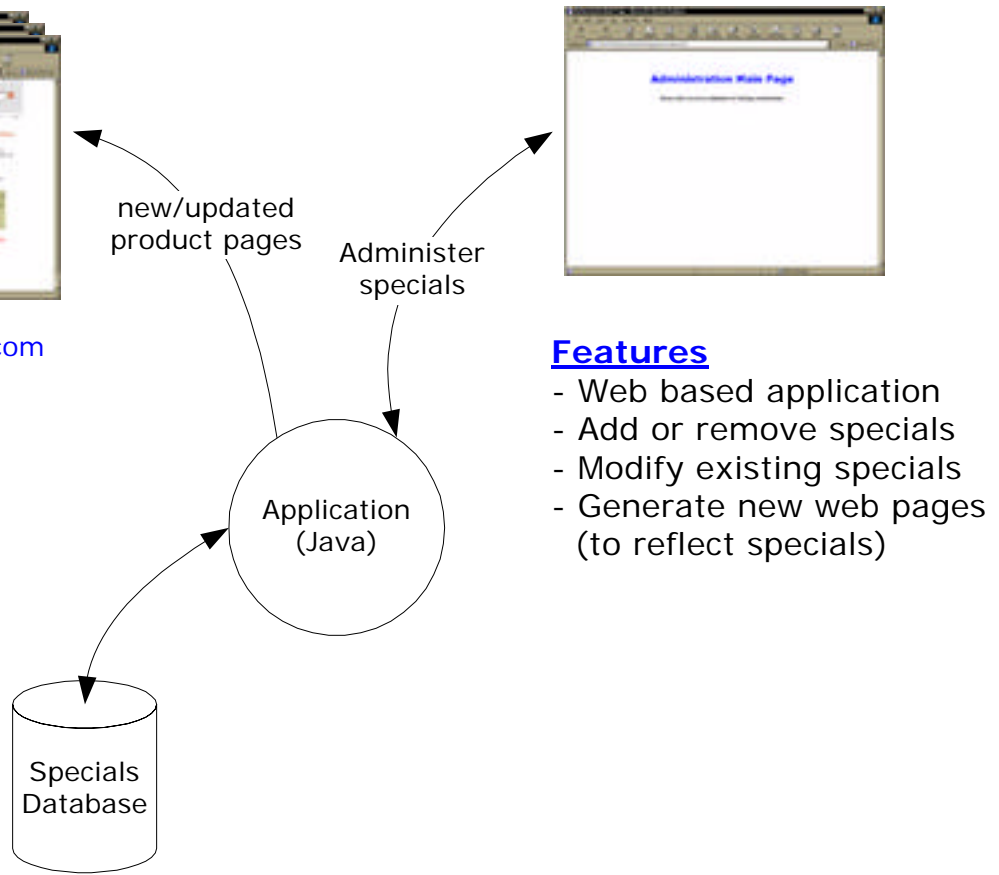 Administration Main Page
new/updated
product pages
Administer
specials
com
Features
- Web based application
- Add or remove specials
- Modify existing specials
- Generate new web pages
(to reflect specials)
Application
(Java)
Specials
Database